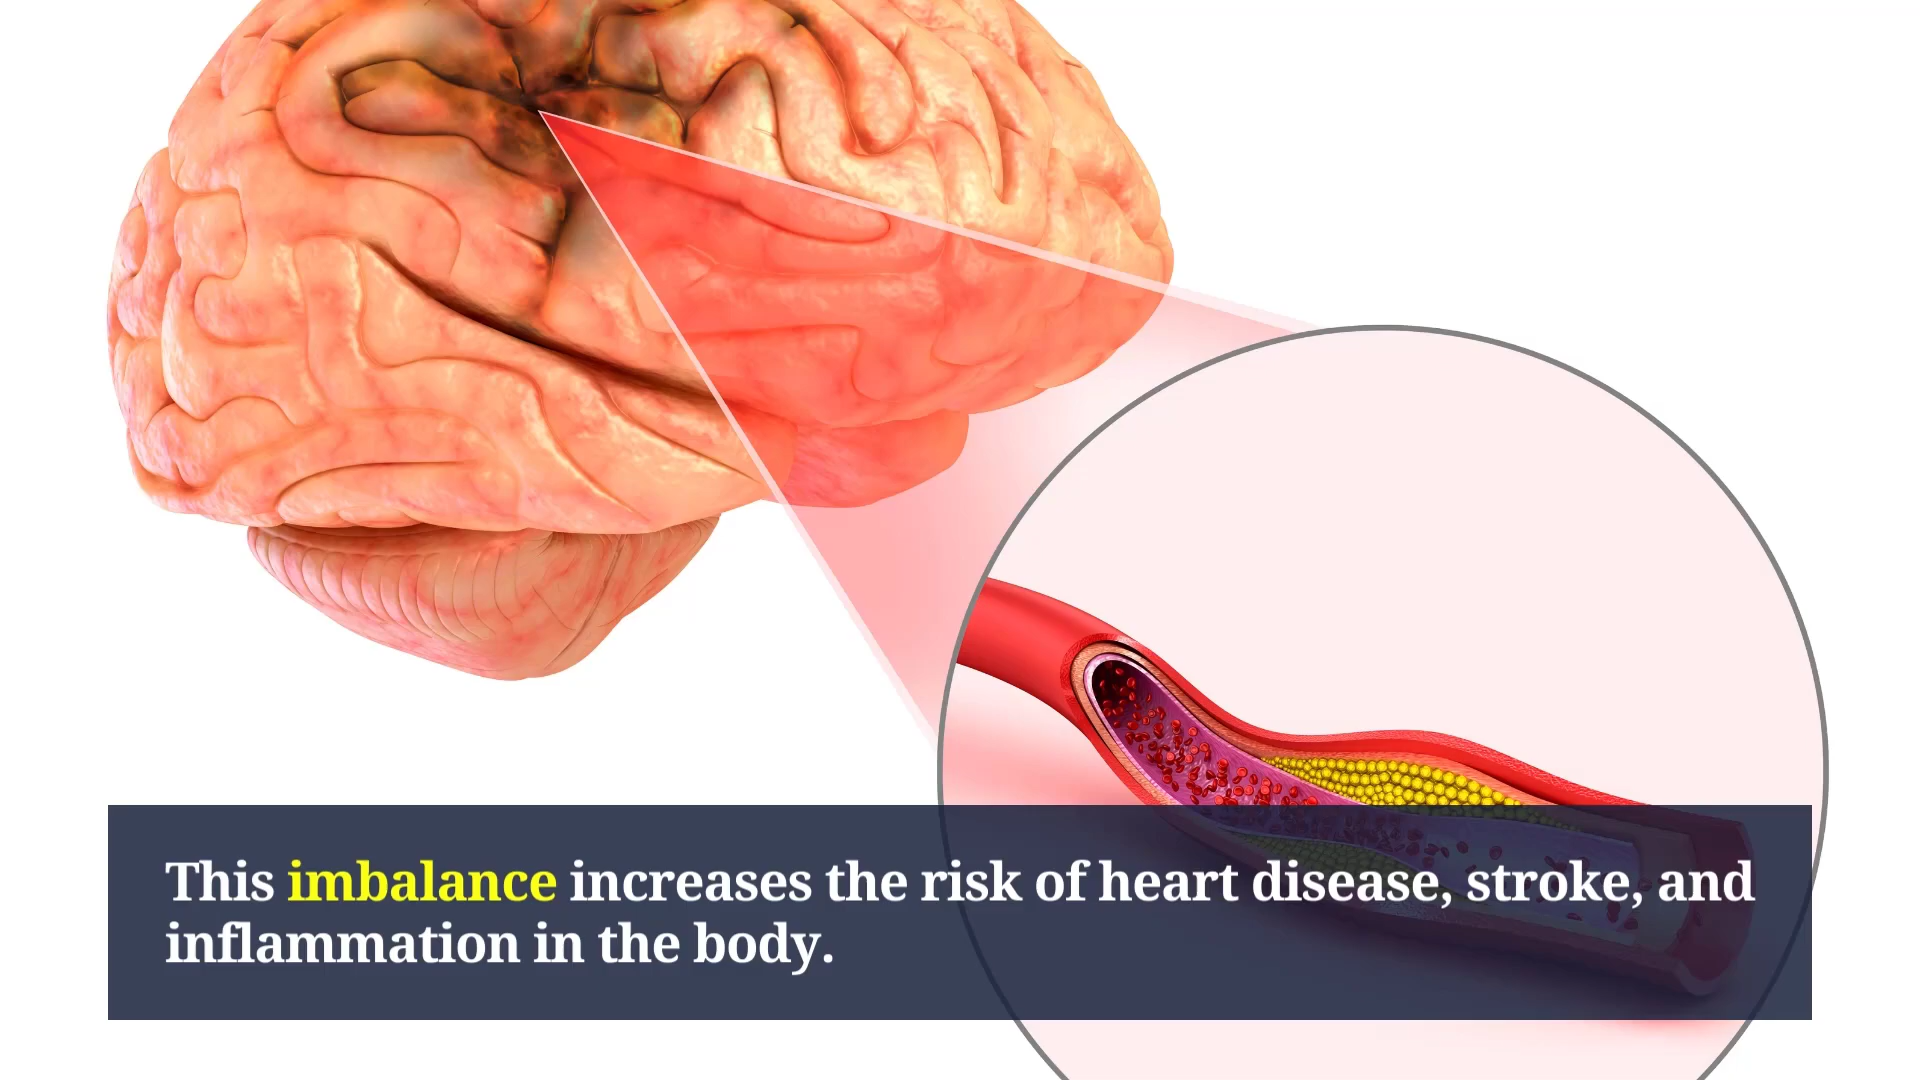 This imbalance increases the risk of heart disease, stroke, and
inflammation in the body.